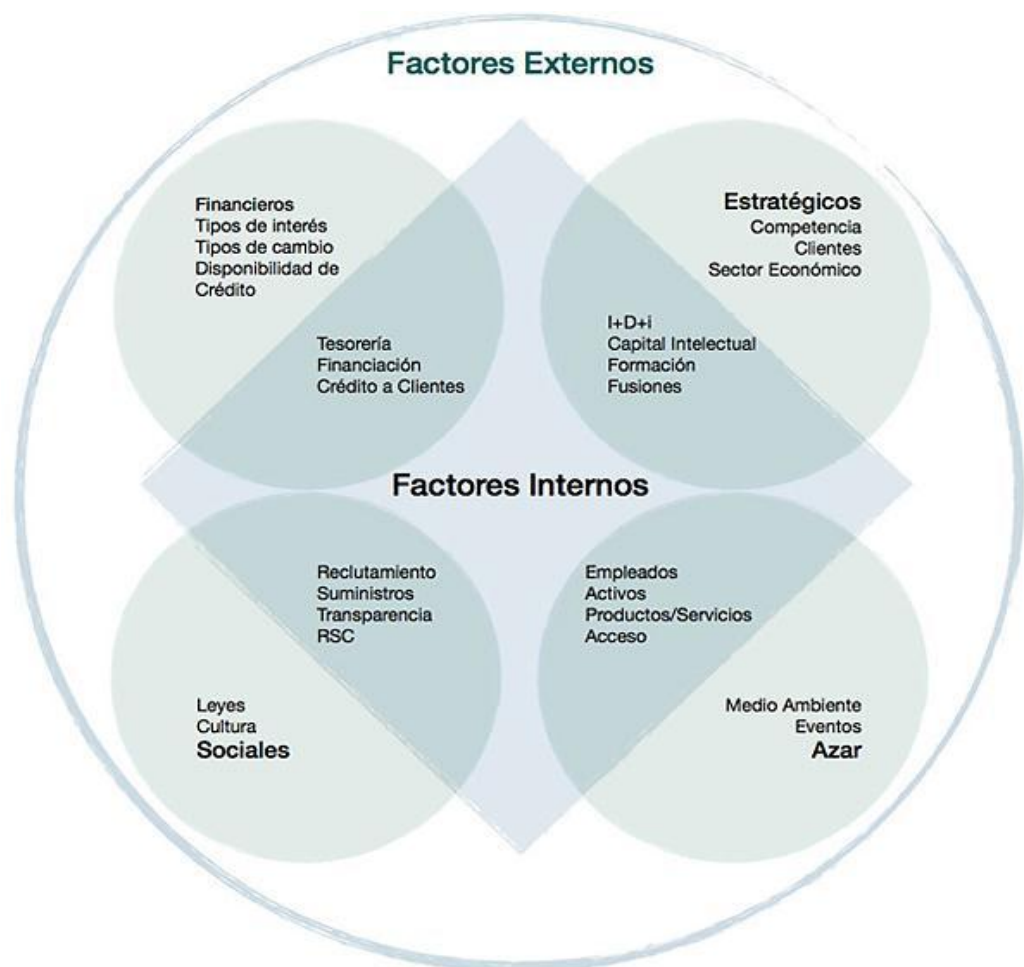 Factores Externos
Financieros
Tipos de interés
Tipos de cambio
Disponibilidad de
Crédito
Tesorería
Financiación
Crédito a Clientes
Estratégicos
Competencia
Clientes
Sector Económico
I+D+i
Capital Intelectual
Formación
Fusiones
Factores Internos
Reclutamiento
Suministros
Transparencia
RSC
Leyes
Cultura
Sociales
Empleados
Activos
Productos/Servicios
Acceso
Medio Ambiente
Eventos
Azar